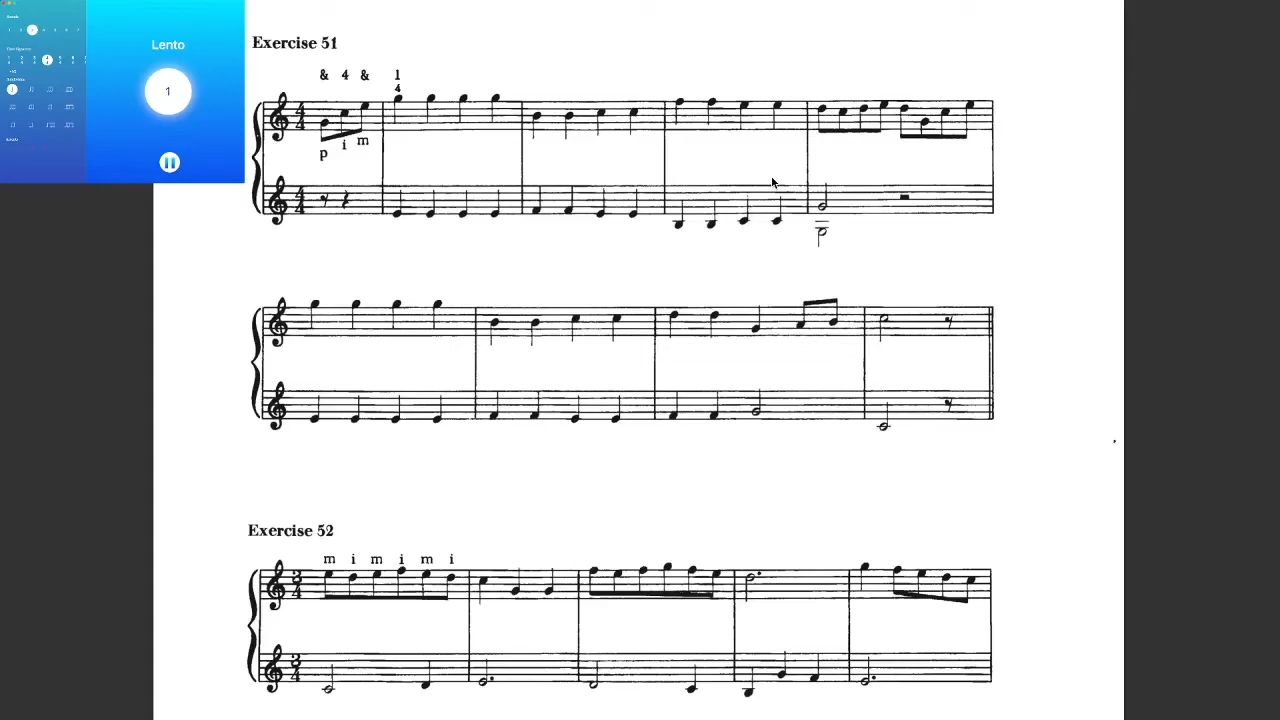 Lento
1
Exercise 51
& 4 & 1
4
p i m
Exercise 52
m i m i m i